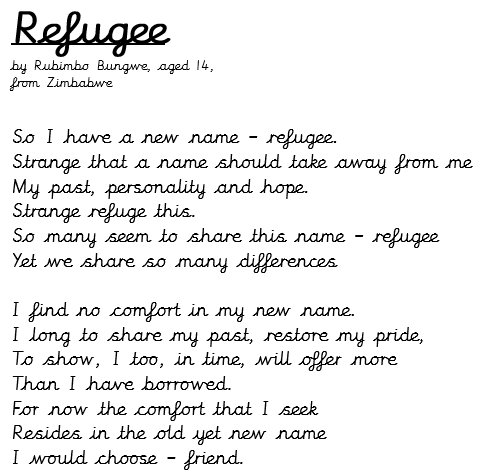 Refugee
by Rubimbo Bungwe, aged 14,
from Zimbabwe
So I have a new name - refugee.
Strange that a name should take away from me
My past, personality and hope.
Strange refuge this.
So many seem to share this name - refugee
Yet we share so many differences
I find no comfort in my new name.
I long to share my past, restore my pride,
To show, I too, in time, will offer more
Than I have borrowed.
For now the comfort that I seek
Resides in the old yet new name
I would choose - friend.